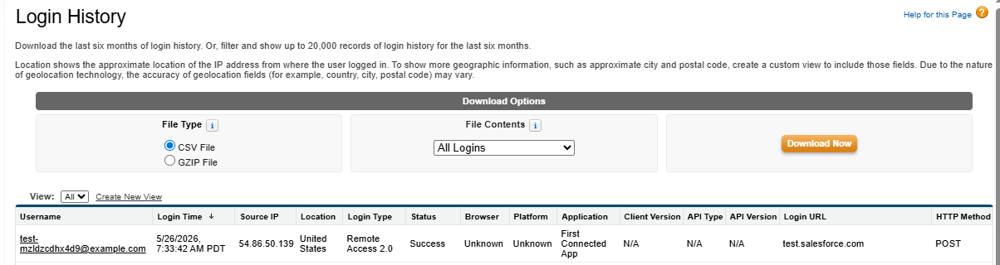 Login History
Help for this Page ?
Download the last six months of login history. Or, filter and show up to 20,000 records of login history for the last six months.
Location shows the approximate location of the IP address from where the user logged in. To show more geographic information, such as approximate city and postal code, create a custom view to include those fields. Due to the nature
of geolocation technology, the accuracy of geolocation fields (for example, country, city, postal code) may vary.
Download Options
File Type i
CSV File
GZIP File
File Contents i
All Logins
Download Now
View: All Create New View
Username Login Time ↓ Source IP Location Login Type Status Browser Platform Application Client Version API Type API Version Login URL HTTP Method
test-
mzldzcdhx4d9@example.com
5/26/2026,
7:33:42 AM PDT
54.86.50.139
United
States
Remote
Access 2.0
Success
Unknown
Unknown
First
Connected
App
N/A
N/A
N/A
test.salesforce.com
POST